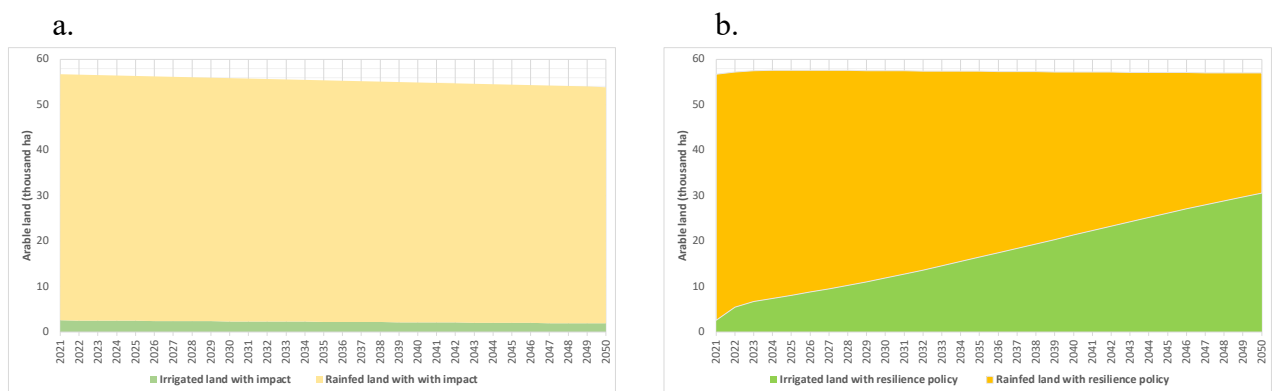 a.
60
50
40
30
20
10
0
Arable land (thousand ha)
2021 2022 2023 2024 2025 2026 2027 2028 2029 2030 2031 2032 2033 2034 2035 2036 2037 2038 2039 2040 2041 2042 2043 2044 2045 2046 2047 2048 2049 2050
Irrigated land with impact Rainfed land with with impact
b.
60
50
40
30
20
10
0
Arable land (thousand ha)
2021 2022 2023 2024 2025 2026 2027 2028 2029 2030 2031 2032 2033 2034 2035 2036 2037 2038 2039 2040 2041 2042 2043 2044 2045 2046 2047 2048 2049 2050
Irrigated land with resilience policy Rainfed land with resilience policy